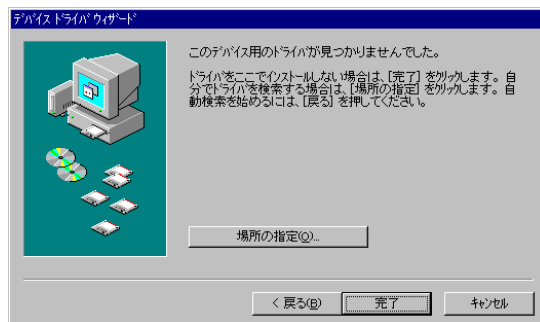 ﾃﾞﾊﾞｲｽ ﾄﾞﾗｲﾊﾞ ｳｨｻﾞｰﾄﾞ
このﾃﾞﾊﾞｲｽ用のﾄﾞﾗｲﾊﾞが見つかりませんでした。
ﾄﾞﾗｲﾊﾞをここでｲﾝｽﾄｰﾙしない場合は、[完了] をｸﾘｯｸします。自
分でﾄﾞﾗｲﾊﾞを検索する場合は、[場所の指定] をｸﾘｯｸします。自
動検索を始めるには、[戻る] を押してください。
場所の指定(O)...
< 戻る(B)
完了
ｷｬﾝｾﾙ